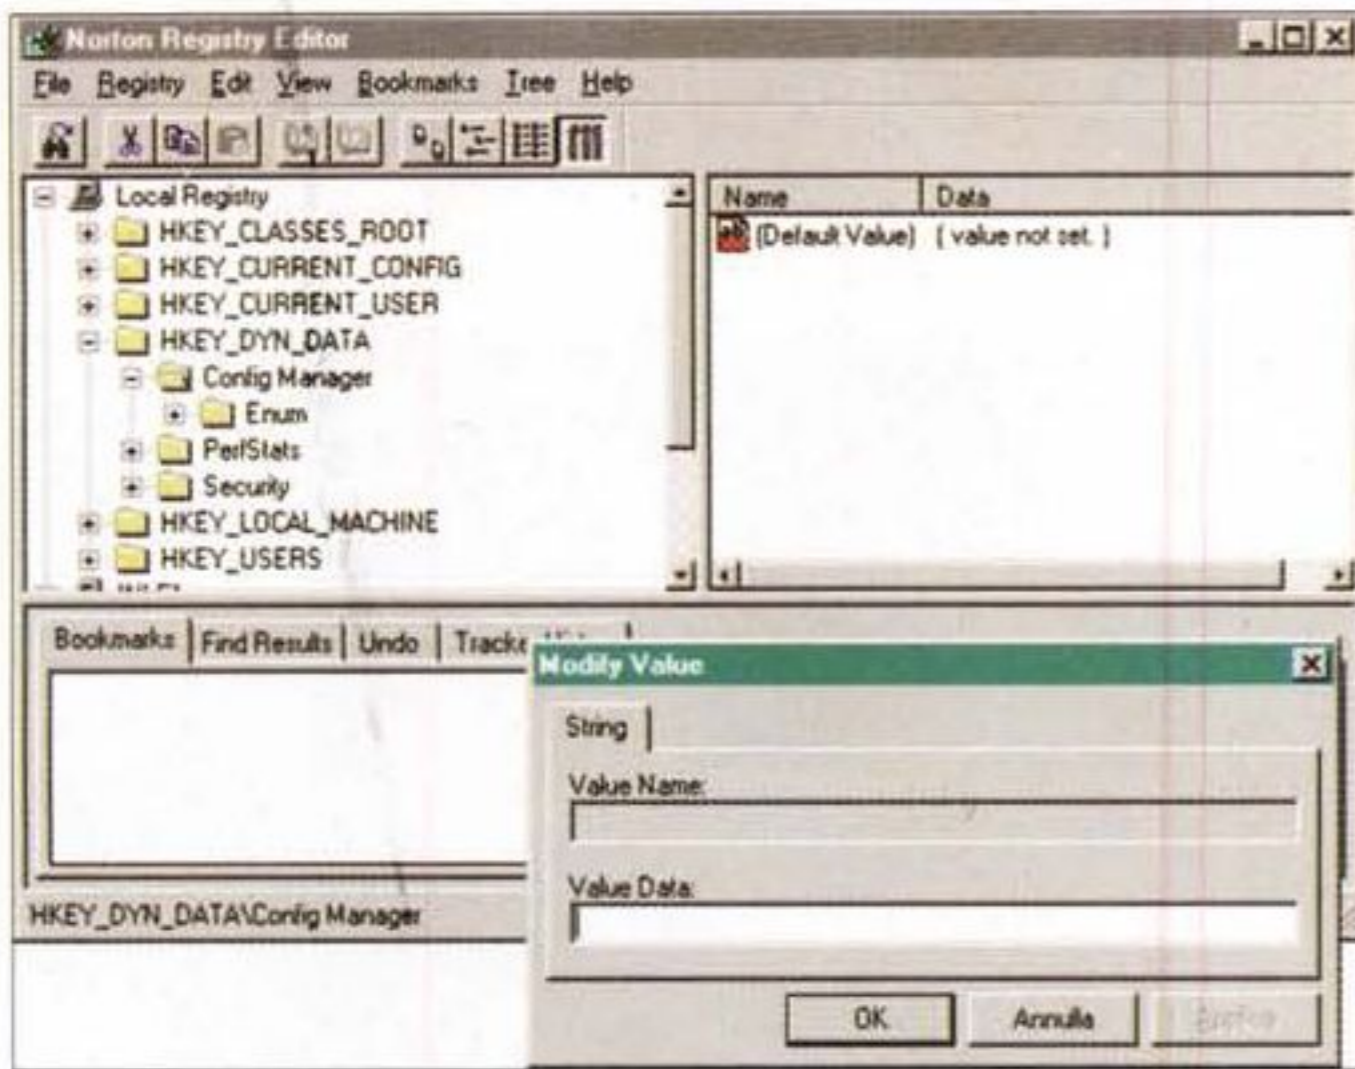 Norton Registry Editor
File Registry Edit View Bookmarks Tree Help
Local Registry
HKEY_CLASSES_ROOT
HKEY_CURRENT_CONFIG
HKEY_CURRENT_USER
HKEY_DYN_DATA
Config Manager
Enum
PerfStats
Security
HKEY_LOCAL_MACHINE
HKEY_USERS
Name Data
ab (Default Value) ( value not set. )
Bookmarks Find Results Undo
Modify Value
String
Value Name:
Value Data:
HKEY_DYN_DATA\Config Manager
OK Annulla